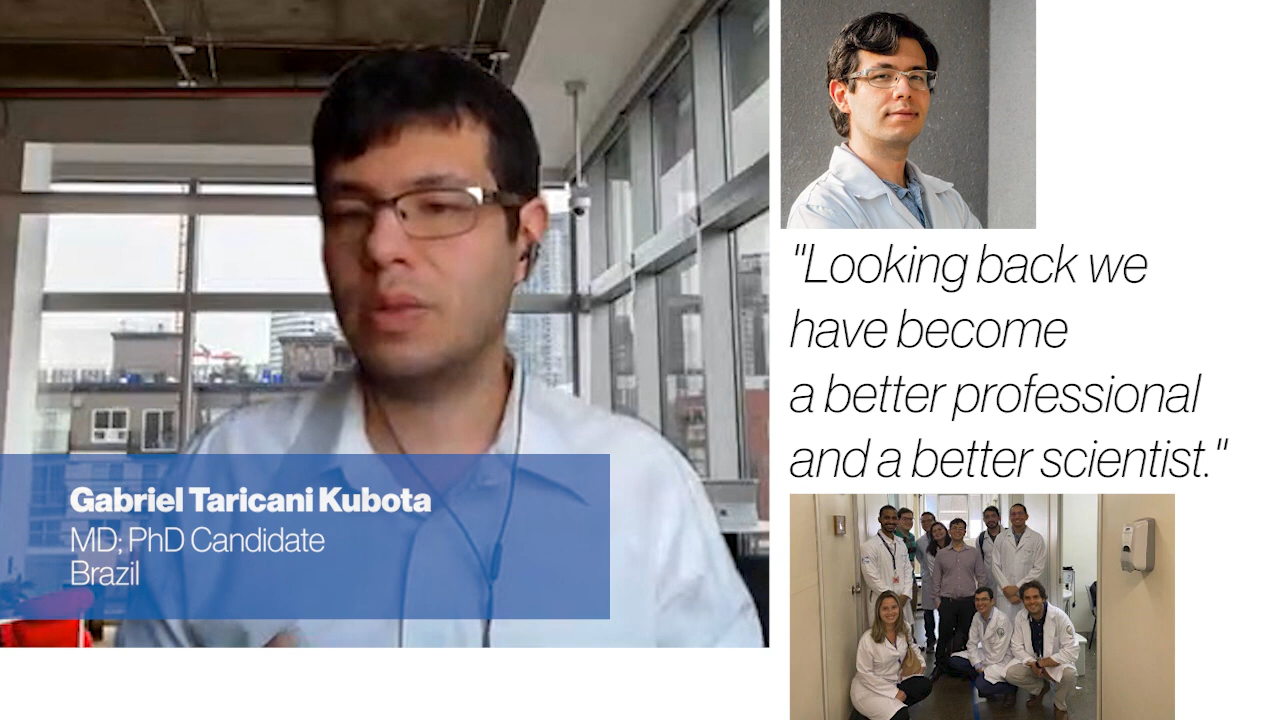 Gabriel Taricani Kubota
MD; PhD Candidate
Brazil
"Looking back we
have become
a better professional
and a better scientist."